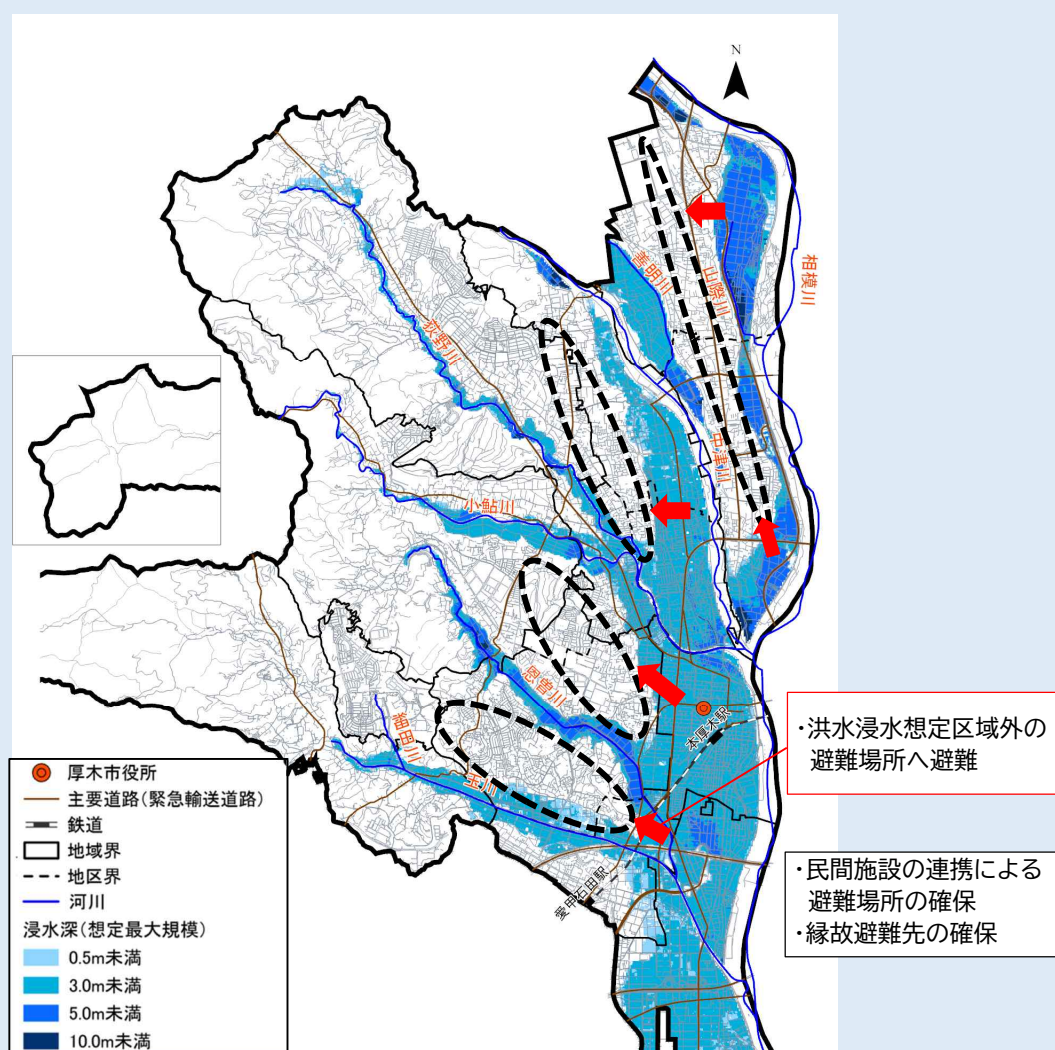 N
相模川
善明川
山際川
荻野川
中津川
小鮎川
恩曽川
本厚木駅
玉川
愛甲石田駅
・洪水浸水想定区域外の
避難場所へ避難
・民間施設の連携による
避難場所の確保
・縁故避難先の確保
厚木市役所
主要道路(緊急輸送道路)
鉄道
地域界
地区界
河川
浸水深(想定最大規模)
0.5m未満
3.0m未満
5.0m未満
10.0m未満